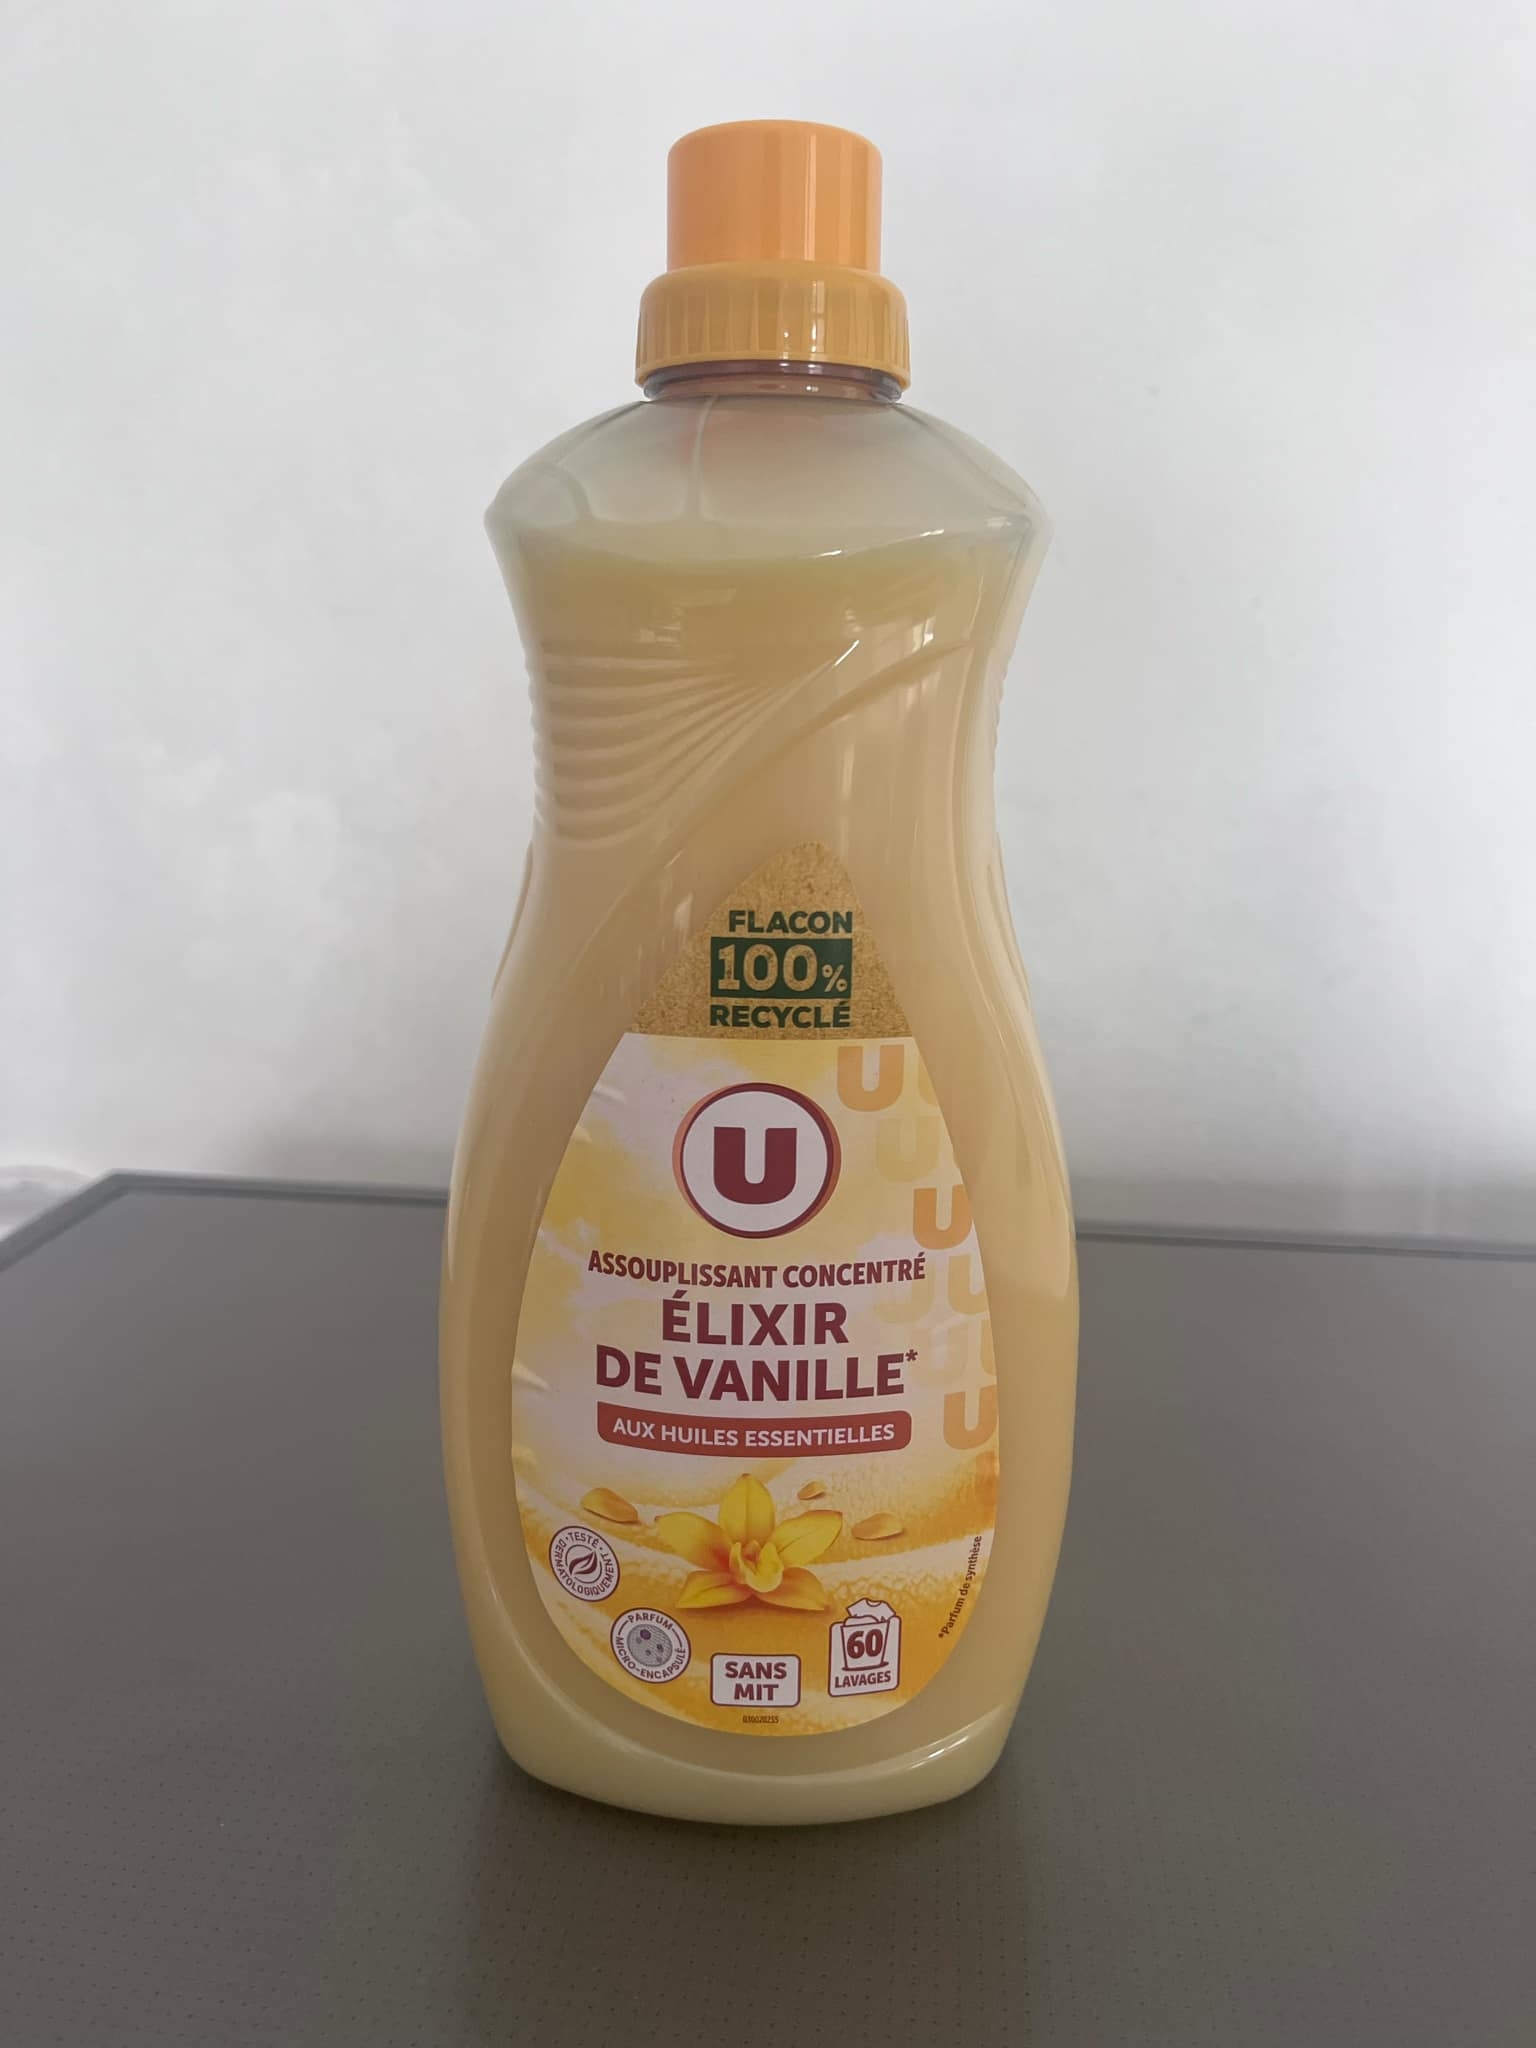 FLACON
100%
RECYCLÉ
U
ASSOUPLISSANT CONCENTRÉ
ÉLIXIR
DE VANILLE*
AUX HUILES ESSENTIELLES
• TESTÉ •
DERMATOLOGIQUEMENT
PARFUM
MICRO-ENCAPSULÉ
SANS
MIT
60
LAVAGES
*Parfum de synthèse
U
U
U
U
U
U